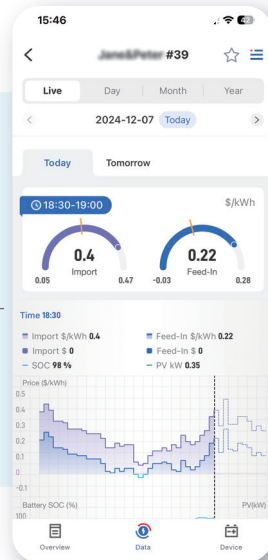 15:46
#39
Live Day Month Year
2024-12-07 Today
Today Tomorrow
18:30-19:00 $/kWh
0.4 0.22
Import Feed-In
0.05 0.47 -0.03 0.28
Time 18:30
Import $/kWh 0.4 Feed-In $/kWh 0.22
Import $ 0 Feed-In $ 0
SOC 98 % PV kW 0.35
Price ($/kWh)
0.5
0.4
0.3
0.2
0.1
0
-0.1
Battery SOC (%) PV(kW)
100
Overview Data Device